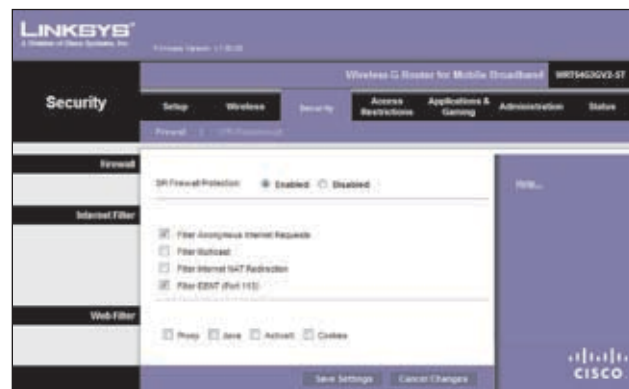 LINKSYS®
A Division of Cisco Systems, Inc.
Firmware Version: 
Wireless-G Router for Mobile Broadband WRT54G3GV2-ST
Security
Setup Wireless Security Access Restrictions Applications & Gaming Administration Status
Firewall | VPN Passthrough
Firewall
SPI Firewall Protection: Enabled Disabled
Help...
Internet Filter
Filter Anonymous Internet Requests
Filter Multicast
Filter Internet NAT Redirection
Filter IDENT (Port 113)
Web Filter
Proxy Java ActiveX Cookies
Save Settings Cancel Changes
CISCO